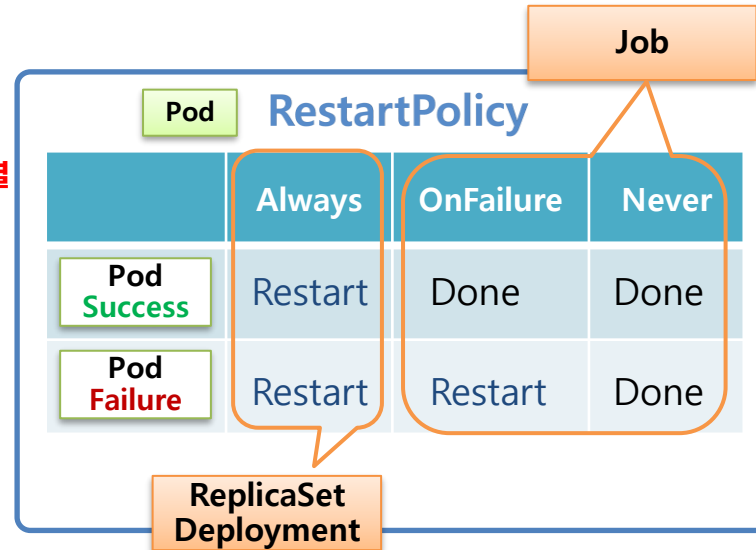 Job
Pod
RestartPolicy
Always OnFailure Never
Pod
Success
Restart Done Done
Pod
Failure
Restart Restart Done
ReplicaSet
Deployment